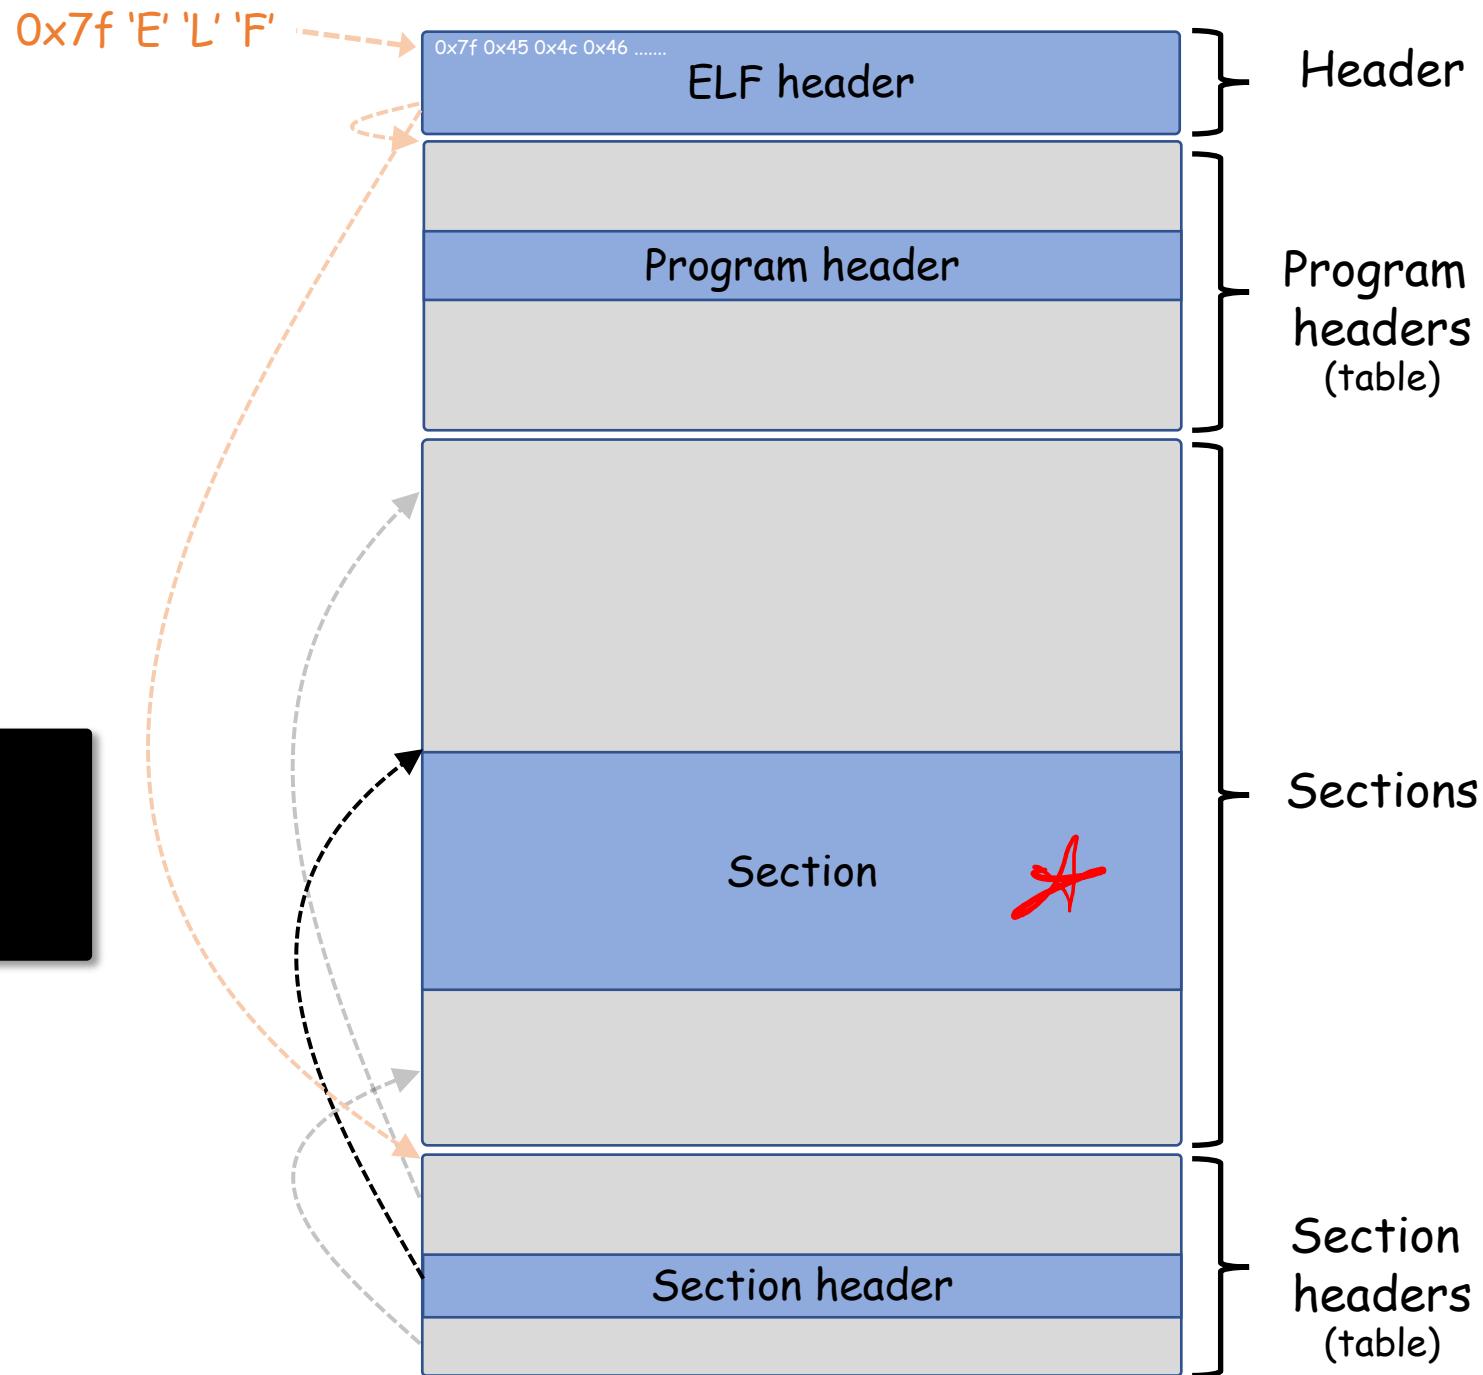 0x7f ‘E’ ‘L’ ‘F’
0x7f 0x45 0x4c 0x46 .......
ELF header
Header
Program header
Program
headers
(table)
Section
Sections
Section header
Section
headers
(table)